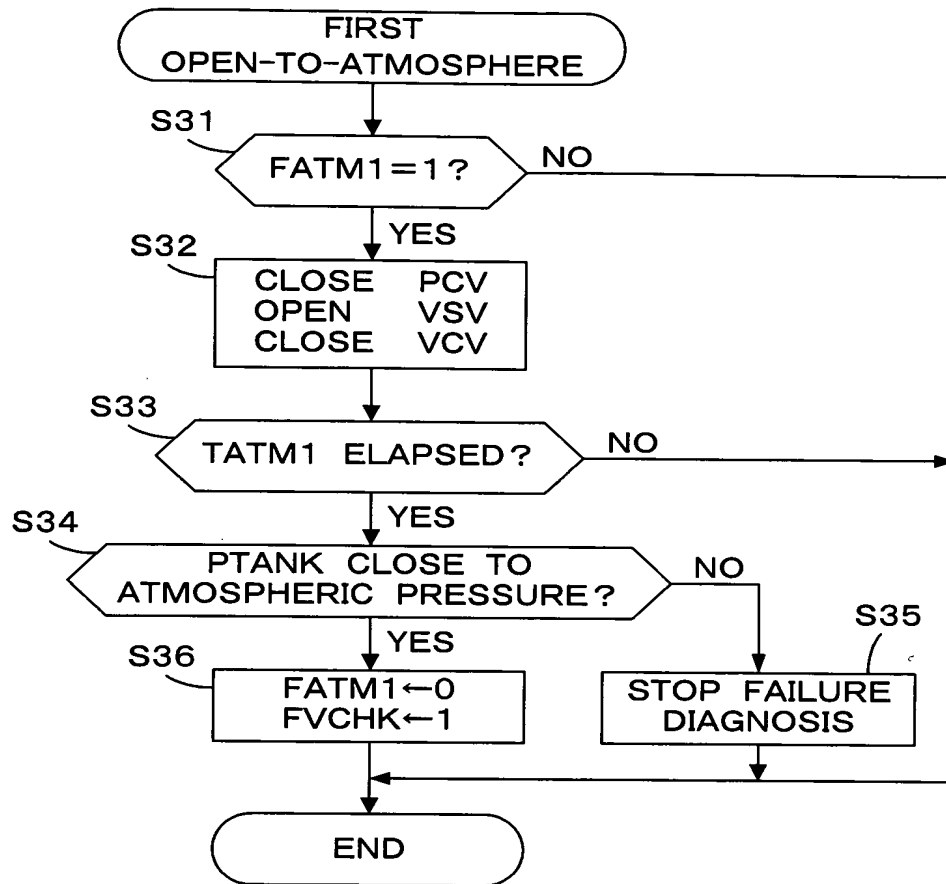 FIRST
OPEN-TO-ATMOSPHERE
S31
FATM1=1?
NO
YES
S32
CLOSE PCV
OPEN VSV
CLOSE VCV
S33
TATM1 ELAPSED?
NO
YES
S34
PTANK CLOSE TO
ATMOSPHERIC PRESSURE?
NO
YES
S35
STOP FAILURE
DIAGNOSIS
S36
FATM1←0
FVCHK←1
END